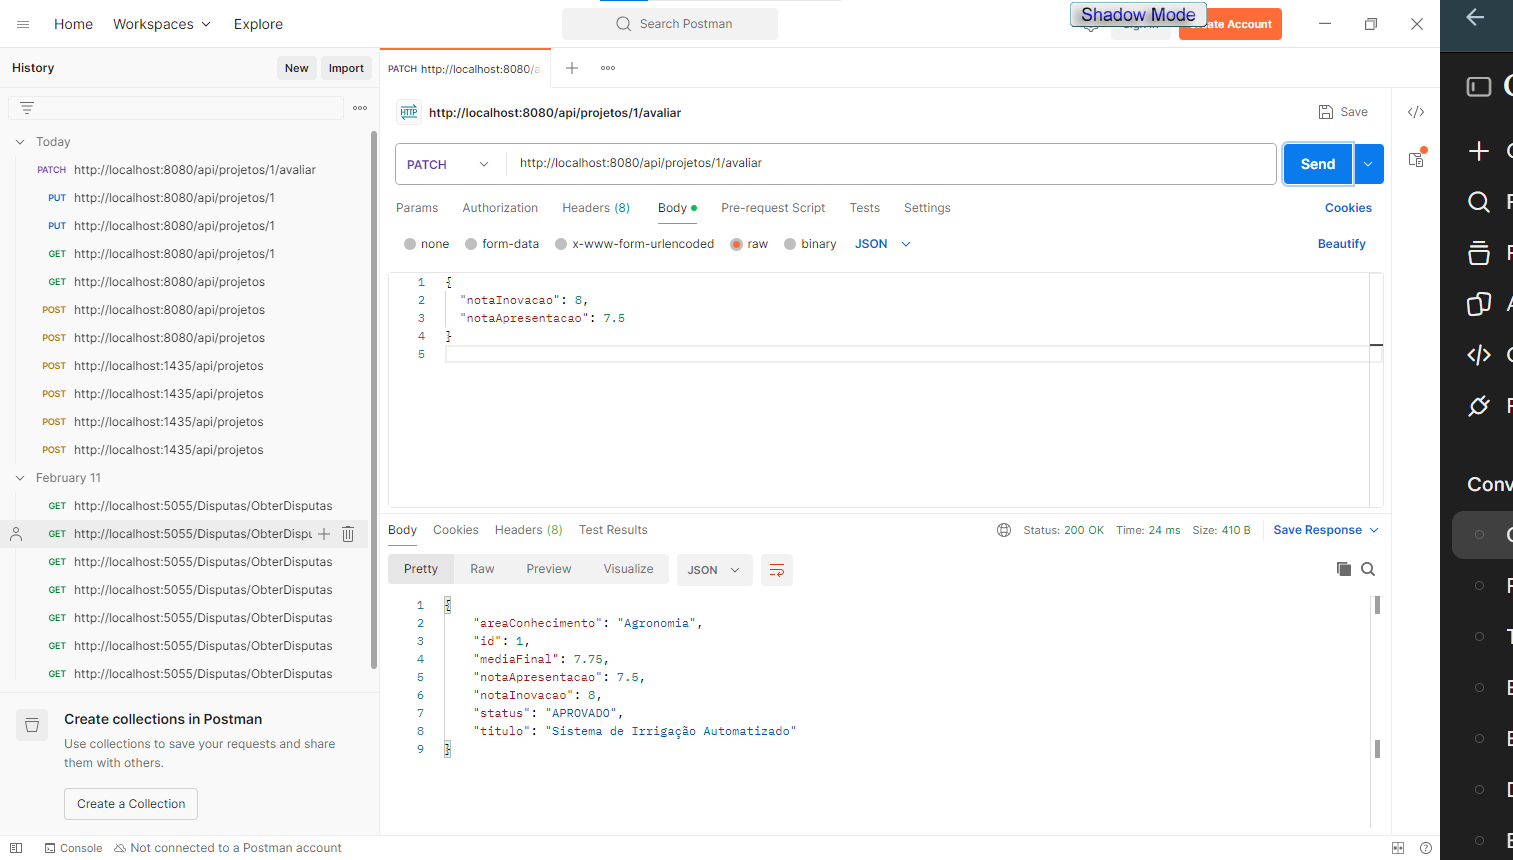 Home
Workspaces
Explore
Search Postman
Shadow Mode
Create Account
History
New
Import
PATCH http://localhost:8080/a
http://localhost:8080/api/projetos/1/avaliar
Save
Today
PATCH http://localhost:8080/api/projetos/1/avaliar
PUT http://localhost:8080/api/projetos/1
PUT http://localhost:8080/api/projetos/1
GET http://localhost:8080/api/projetos/1
GET http://localhost:8080/api/projetos
POST http://localhost:8080/api/projetos
POST http://localhost:8080/api/projetos
POST http://localhost:1435/api/projetos
POST http://localhost:1435/api/projetos
POST http://localhost:1435/api/projetos
POST http://localhost:1435/api/projetos
February 11
GET http://localhost:5055/Disputas/ObterDisputas
GET http://localhost:5055/Disputas/ObterDispu
GET http://localhost:5055/Disputas/ObterDisputas
GET http://localhost:5055/Disputas/ObterDisputas
GET http://localhost:5055/Disputas/ObterDisputas
GET http://localhost:5055/Disputas/ObterDisputas
GET http://localhost:5055/Disputas/ObterDisputas
Create collections in Postman
Use collections to save your requests and share
them with others.
Create a Collection
HTTP
PATCH
http://localhost:8080/api/projetos/1/avaliar
Send
Params
Authorization
Headers (8)
Body
Pre-request Script
Tests
Settings
Cookies
none
form-data
x-www-form-urlencoded
raw
binary
JSON
Beautify
1 {
2 "notaInovacao": 8,
3 "notaApresentacao": 7.5
4 }
5
Body
Cookies
Headers (8)
Test Results
Status: 200 OK
Time: 24 ms
Size: 410 B
Save Response
Pretty
Raw
Preview
Visualize
JSON
1 {
2 "areaConhecimento": "Agronomia",
3 "id": 1,
4 "mediaFinal": 7.75,
5 "notaApresentacao": 7.5,
6 "notaInovacao": 8,
7 "status": "APROVADO",
8 "titulo": "Sistema de Irrigação Automatizado"
9 }
Console
Not connected to a Postman account
Conv